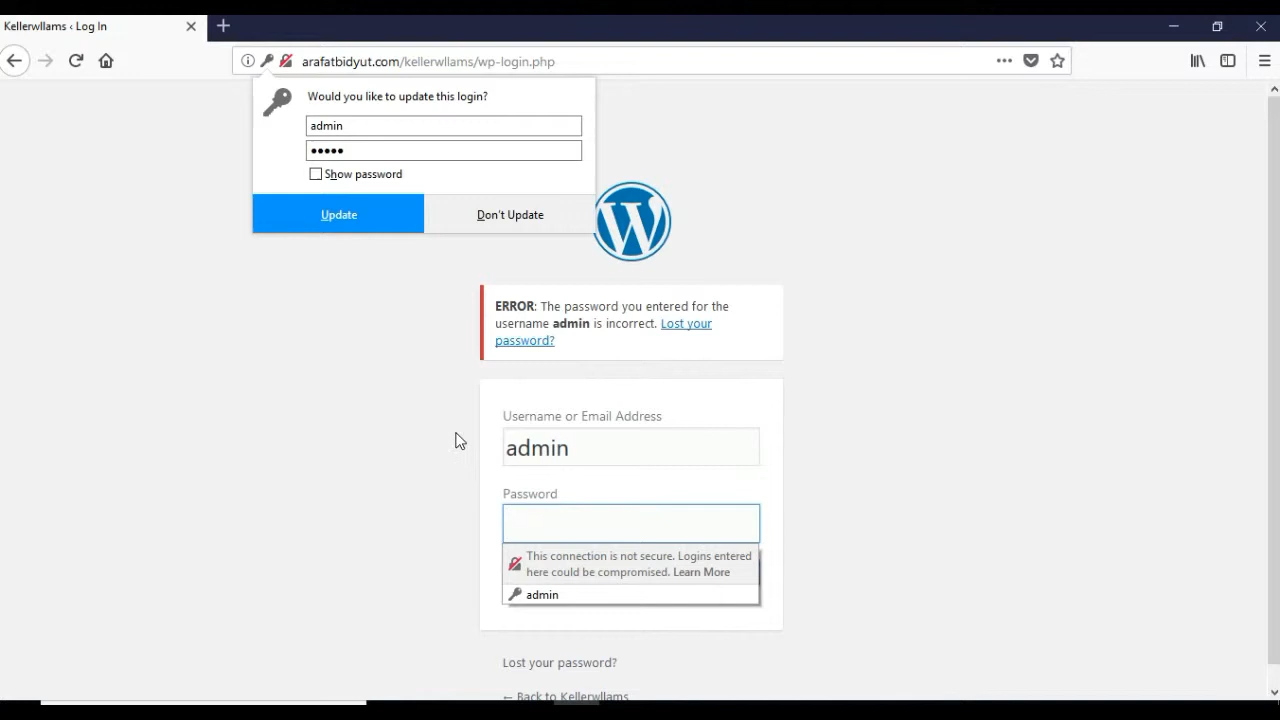 Kellerwllams ‹ Log In
arafatbidyut.com/kellerwllams/wp-login.php
Would you like to update this login?
admin
•••••
Show password
Update
Don't Update
ERROR: The password you entered for the
username admin is incorrect. Lost your
password?
Username or Email Address
admin
Password
This connection is not secure. Logins entered
here could be compromised. Learn More
admin
Lost your password?
← Back to Kellerwllams